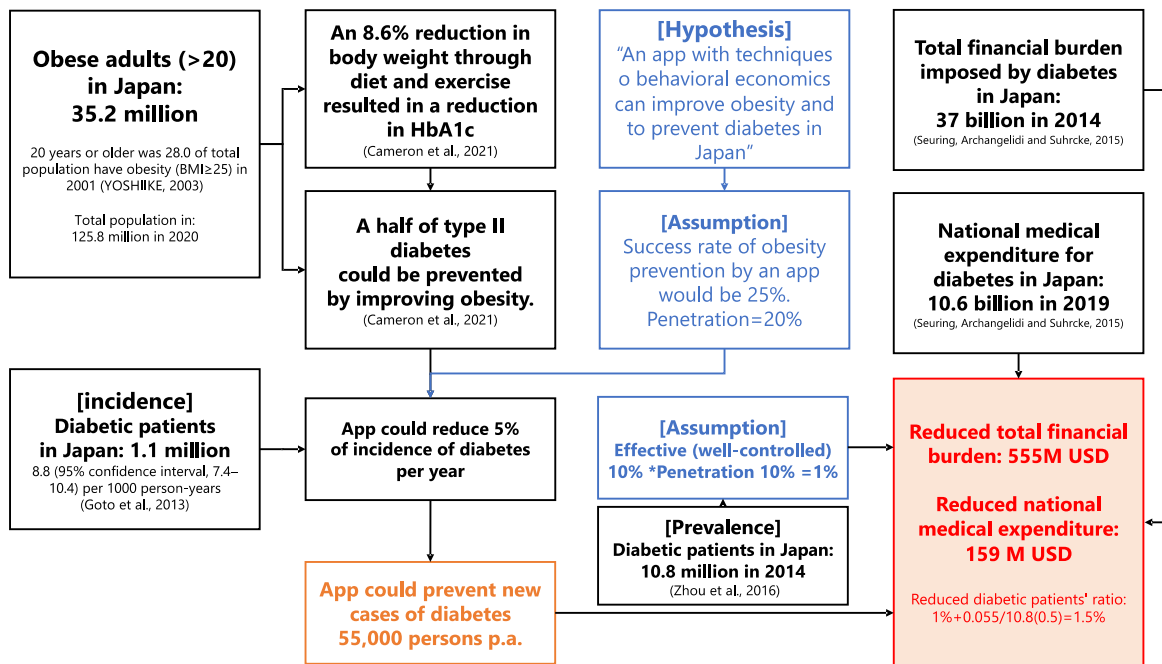 Obese adults (>20)
in Japan:
35.2 million
20 years or older was 28.0 of total
population have obesity (BMI≥25) in
in 2001 (YOSHIIKE, 2003)
Total population in:
125.8 million in 2020
An 8.6% reduction in
body weight through
diet and exercise
resulted in a reduction
in HbA1c
(Cameron et al., 2021)
[Hypothesis]
“An app with techniques
o behavioral economics
can improve obesity and
to prevent diabetes in
Japan“
Total financial burden
imposed by diabetes
in Japan:
37 billion in 2014
(Seuring, Archangelidi and Suhrcke, 2015)
A half of type II
diabetes
could be prevented
by improving obesity.
(Cameron et al., 2021)
[Assumption]
Success rate of obesity
prevention by an app
would be 25%.
Penetration=20%
National medical
expenditure for
diabetes in Japan:
10.6 billion in 2019
(Seuring, Archangelidi and Suhrcke, 2015)
[incidence]
Diabetic patients
in Japan: 1.1 million
8.8 (95% confidence interval, 7.4–
10.4) per 1000 person-years
(Goto et al., 2013)
App could reduce 5%
of incidence of diabetes
per year
[Assumption]
Effective (well-controlled)
10% *Penetration 10% =1%
[Prevalence]
Diabetic patients in Japan:
10.8 million in 2014
(Zhou et al., 2016)
App could prevent new
cases of diabetes
55,000 persons p.a.
Reduced total financial
burden: 555M USD
Reduced national
medical expenditure:
159 M USD
Reduced diabetic patients' ratio:
1%+0.055/10.8(0.5)=1.5%